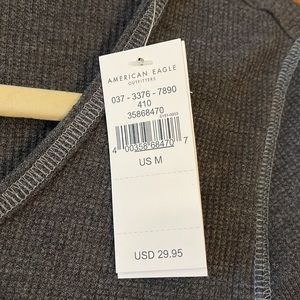 AMERICAN EAGLE
OUTFITTERS
037 - 3376 - 7890
410
35868470
4 00358 68470 7
US M
USD 29.95